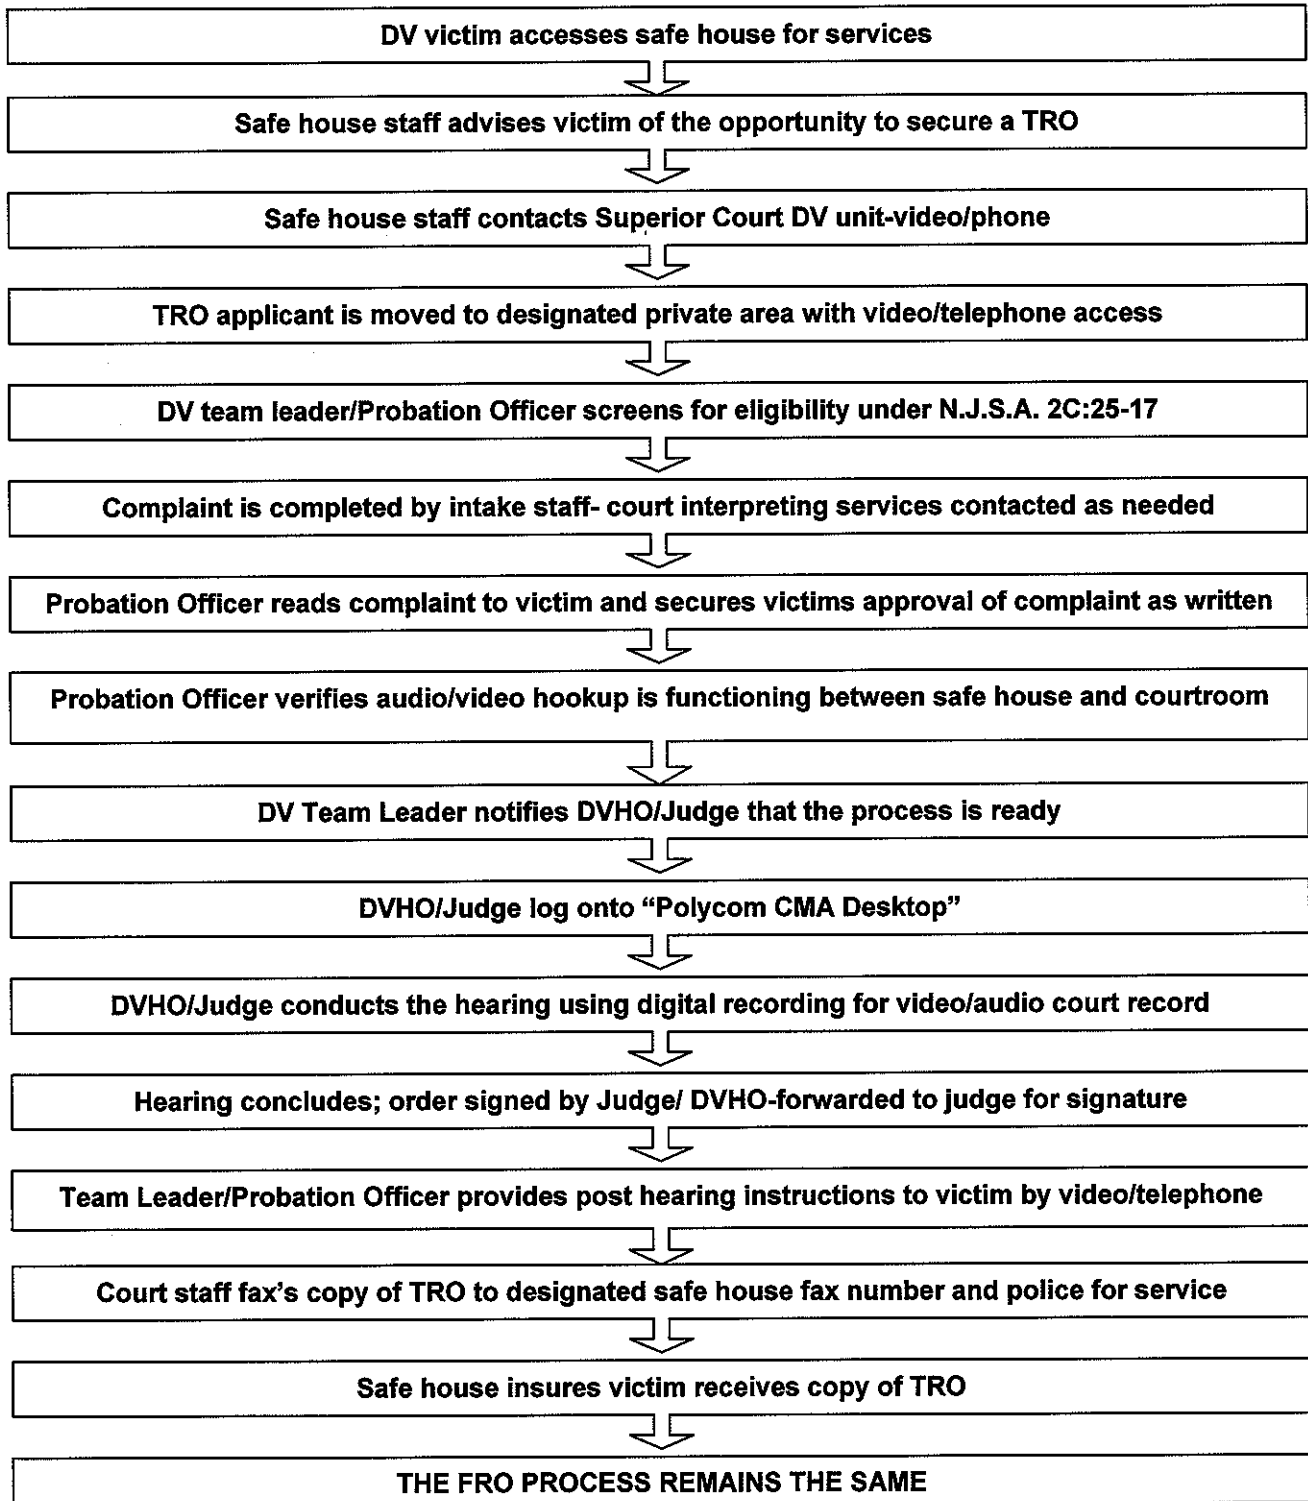 DV victim accesses safe house for services
Safe house staff advises victim of the opportunity to secure a TRO
Safe house staff contacts Superior Court DV unit-video/phone
TRO applicant is moved to designated private area with video/telephone access
DV team leader/Probation Officer screens for eligibility under N.J.S.A. 2C:25-17
Complaint is completed by intake staff- court interpreting services contacted as needed
Probation Officer reads complaint to victim and secures victims approval of complaint as written
Probation Officer verifies audio/video hookup is functioning between safe house and courtroom
DV Team Leader notifies DVHO/Judge that the process is ready
DVHO/Judge log onto “Polycom CMA Desktop”
DVHO/Judge conducts the hearing using digital recording for video/audio court record
Hearing concludes; order signed by Judge/ DVHO-forwarded to judge for signature
Team Leader/Probation Officer provides post hearing instructions to victim by video/telephone
Court staff fax's copy of TRO to designated safe house fax number and police for service
Safe house insures victim receives copy of TRO
THE FRO PROCESS REMAINS THE SAME